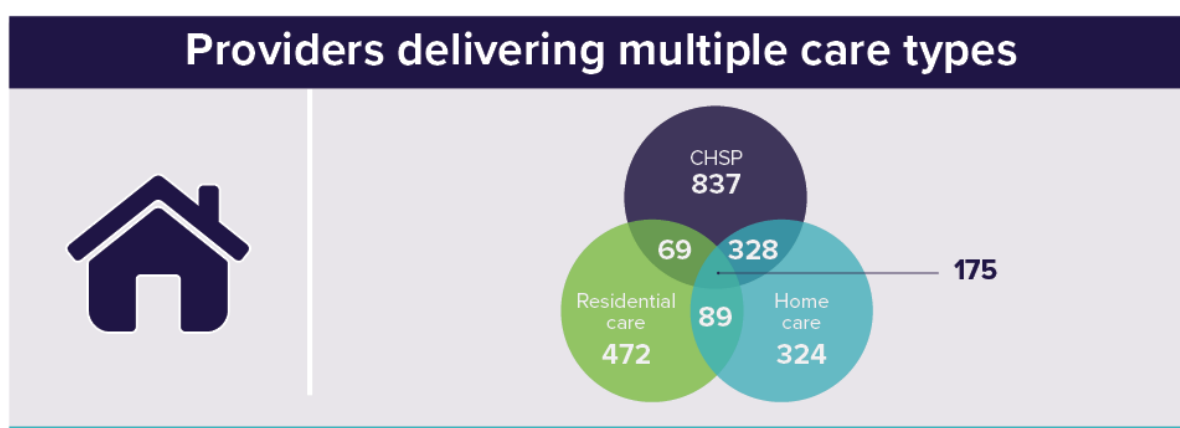 Providers delivering multiple care types
CHSP
837
69 328
175
Residential
care
472
89
Home
care
324